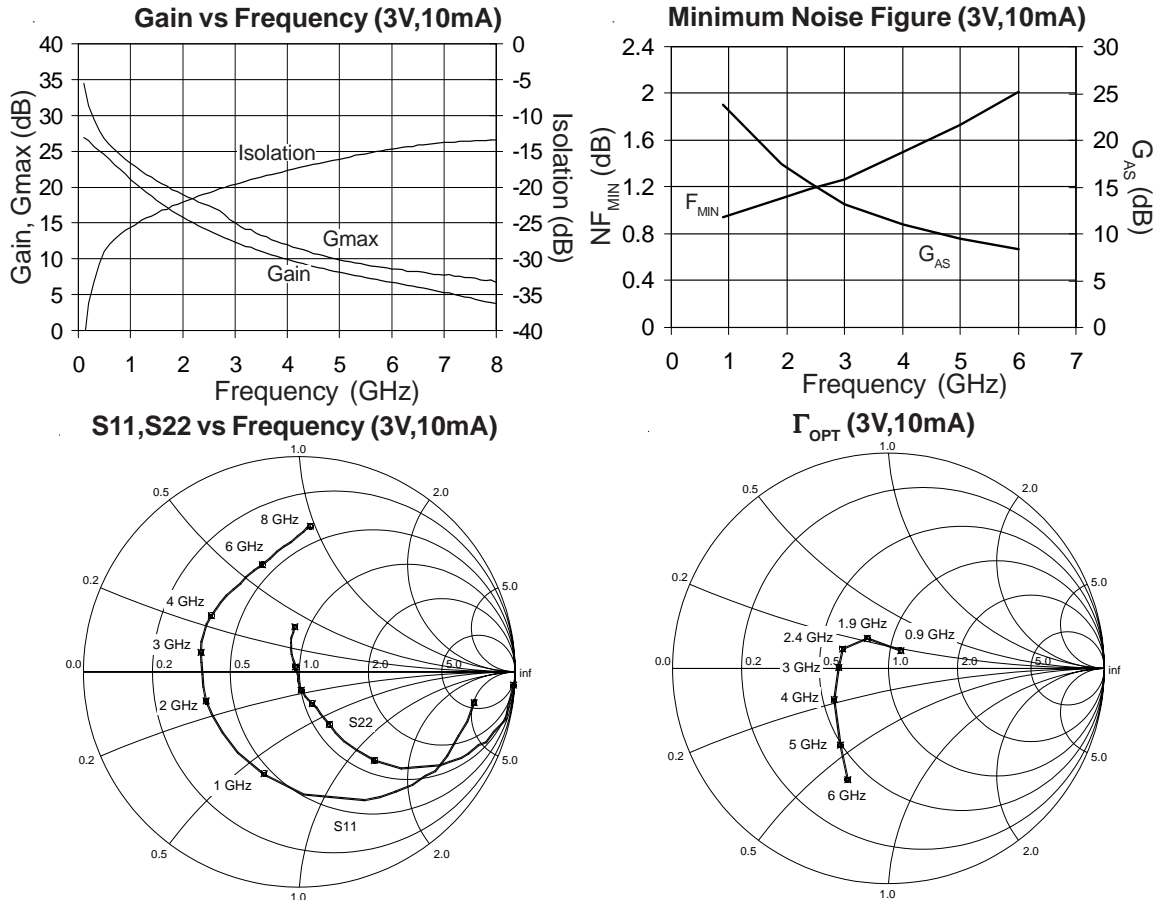 Gain vs Frequency (3V,10mA)
40
35
30
25
20
15
10
5
0
0
-5
-10
-15
-20
-25
-30
-35
-40
0 1 2 3 4 5 6 7 8
Gain, Gmax (dB)
Isolation (dB)
Isolation
Gmax
Gain
Frequency (GHz)
Minimum Noise Figure (3V,10mA)
2.4
2
1.6
1.2
0.8
0.4
0
30
25
20
15
10
5
0
0 1 2 3 4 5 6 7
NF MIN (dB)
G AS (dB)
F MIN
G AS
Frequency (GHz)
S11,S22 vs Frequency (3V,10mA)
1.0
0.5
2.0
8 GHz
6 GHz
0.2
5.0
4 GHz
3 GHz
0.0
0.2
0.5
1.0
2.0
5.0
inf
2 GHz
S22
0.2
5.0
1 GHz
S11
0.5
2.0
1.0
Γ OPT (3V,10mA)
1.0
0.5
2.0
0.2
5.0
1.9 GHz
2.4 GHz
0.9 GHz
0.0
0.2
0.5
1.0
2.0
5.0
inf
3 GHz
4 GHz
5 GHz
0.2
5.0
6 GHz
0.5
2.0
1.0